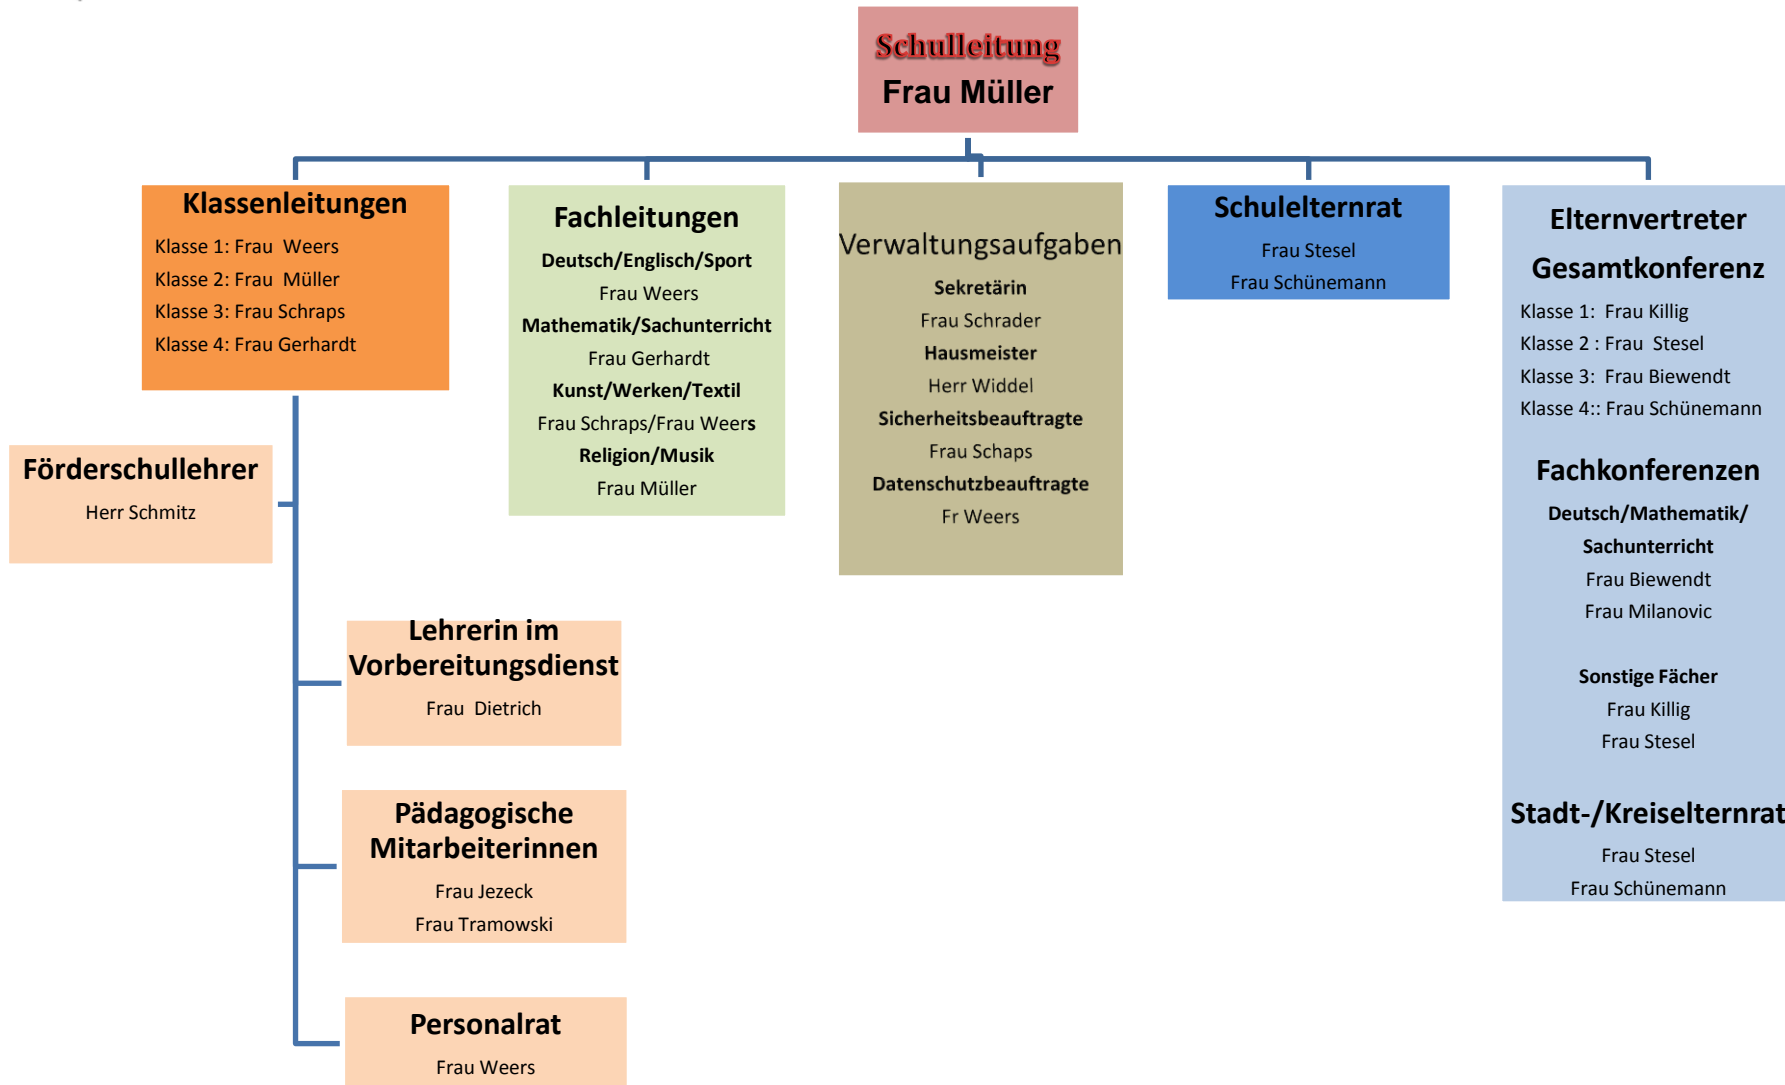 Schulleitung
Frau Müller
Klassenleitungen
Klasse 1: Frau Weers
Klasse 2: Frau Müller
Klasse 3: Frau Schraps
Klasse 4: Frau Gerhardt
Fachleitungen
Deutsch/Englisch/Sport
Frau Weers
Mathematik/Sachunterricht
Frau Gerhardt
Kunst/Werken/Textil
Frau Schraps/Frau Weers
Religion/Musik
Frau Müller
Verwaltungsaufgaben
Sekretärin
Frau Schrader
Hausmeister
Herr Widdel
Sicherheitsbeauftragte
Frau Schaps
Datenschutzbeauftragte
Fr Weers
Schulelternrat
Frau Stesel
Frau Schünemann
Elternvertreter
Gesamtkonferenz
Klasse 1: Frau Killig
Klasse 2 : Frau Stesel
Klasse 3: Frau Biewendt
Klasse 4:: Frau Schünemann
Fachkonferenzen
Deutsch/Mathematik/
Sachunterricht
Frau Biewendt
Frau Milanovic
Sonstige Fächer
Frau Killig
Frau Stesel
Stadt-/Kreiselternrat
Frau Stesel
Frau Schünemann
Förderschullehrer
Herr Schmitz
Lehrerin im
Vorbereitungsdienst
Frau Dietrich
Pädagogische
Mitarbeiterinnen
Frau Jezeck
Frau Tramowski
Personalrat
Frau Weers